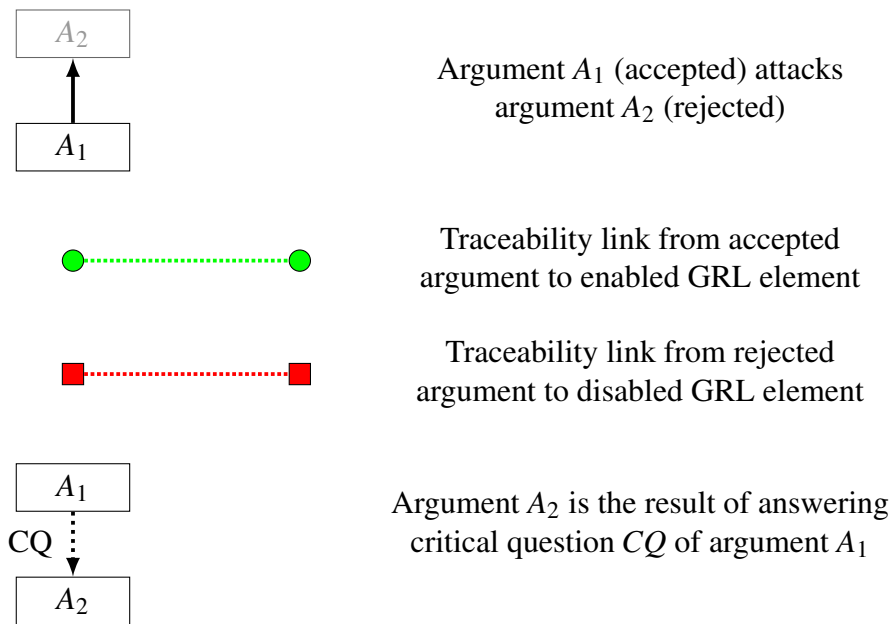 A₂
Argument A₁ (accepted) attacks
argument A₂ (rejected)
A₁
Traceability link from accepted
argument to enabled GRL element
Traceability link from rejected
argument to disabled GRL element
A₁
CQ
Argument A₂ is the result of answering
critical question CQ of argument A₁
A₂